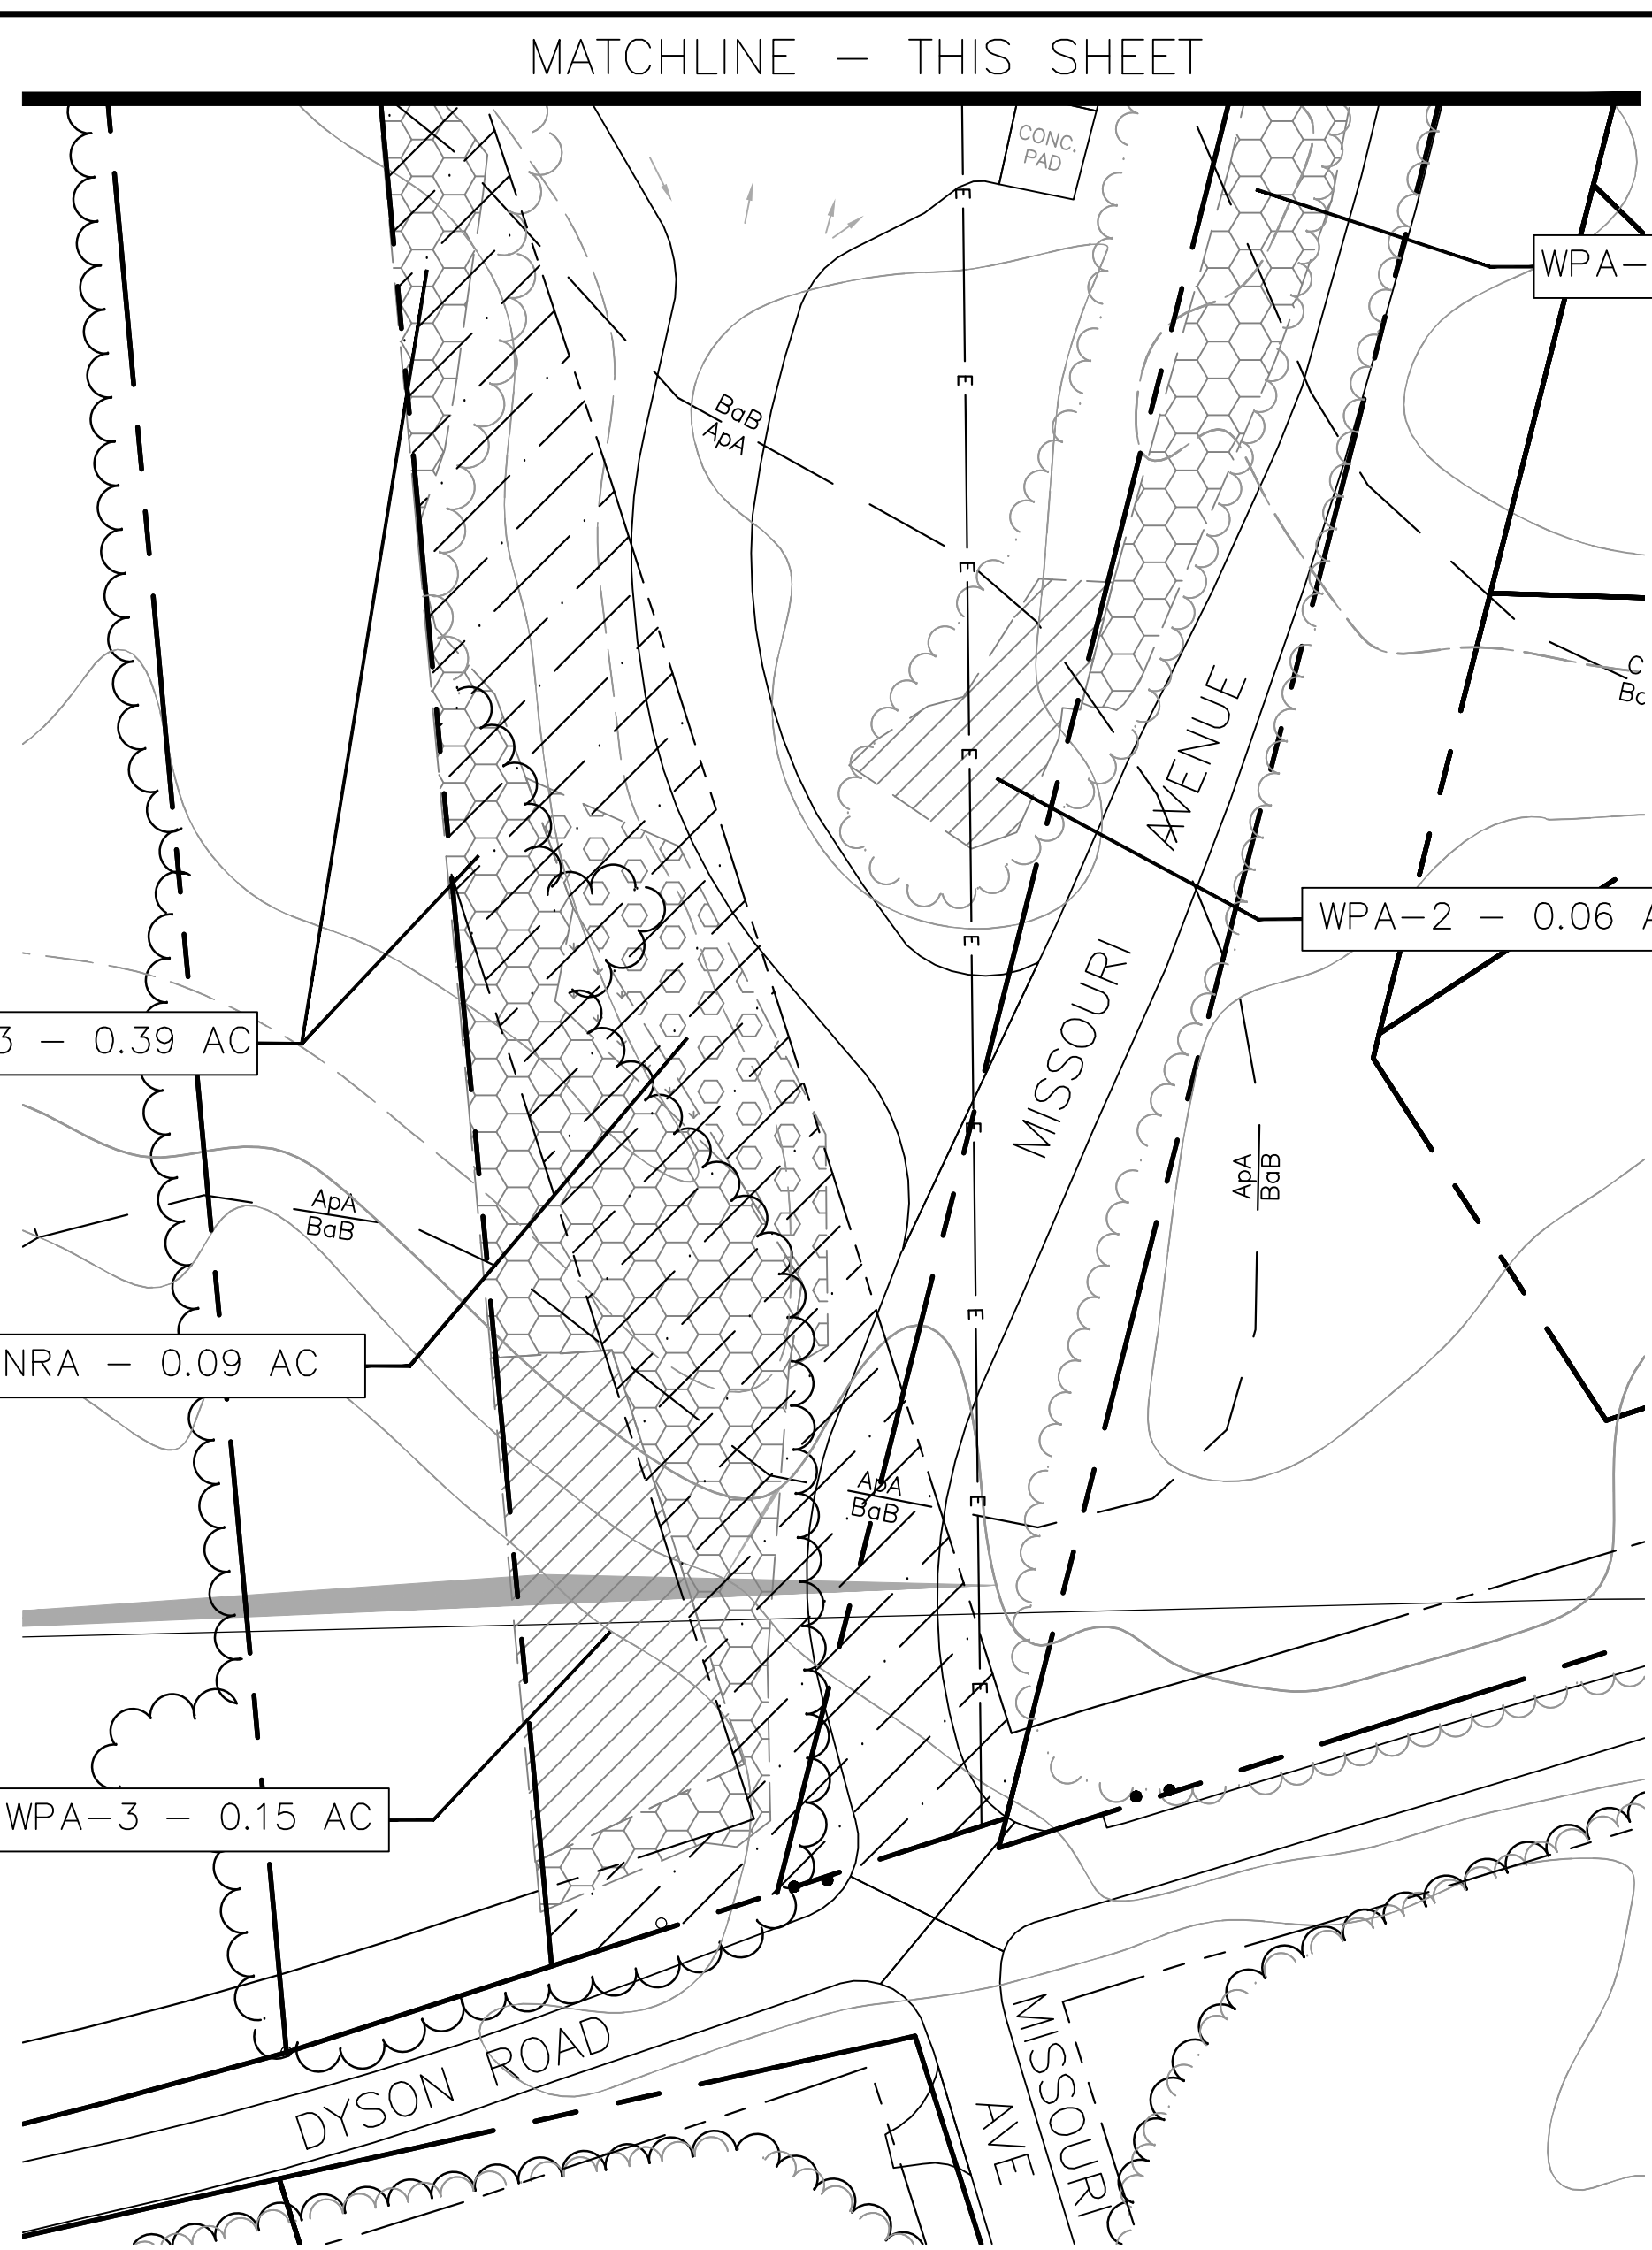 MATCHLINE – THIS SHEET
CONC.
PAD
E
WPA-
E
BaB
ApA
E
C
Ba
AVENUE
E
WPA-2 – 0.06 A
E
MISSOURI
3 – 0.39 AC
E
ApA
BaB
ApA
BaB
E
NRA – 0.09 AC
ApA
BaB
E
E
WPA-3 – 0.15 AC
DYSON ROAD
MISSOURI
AVE